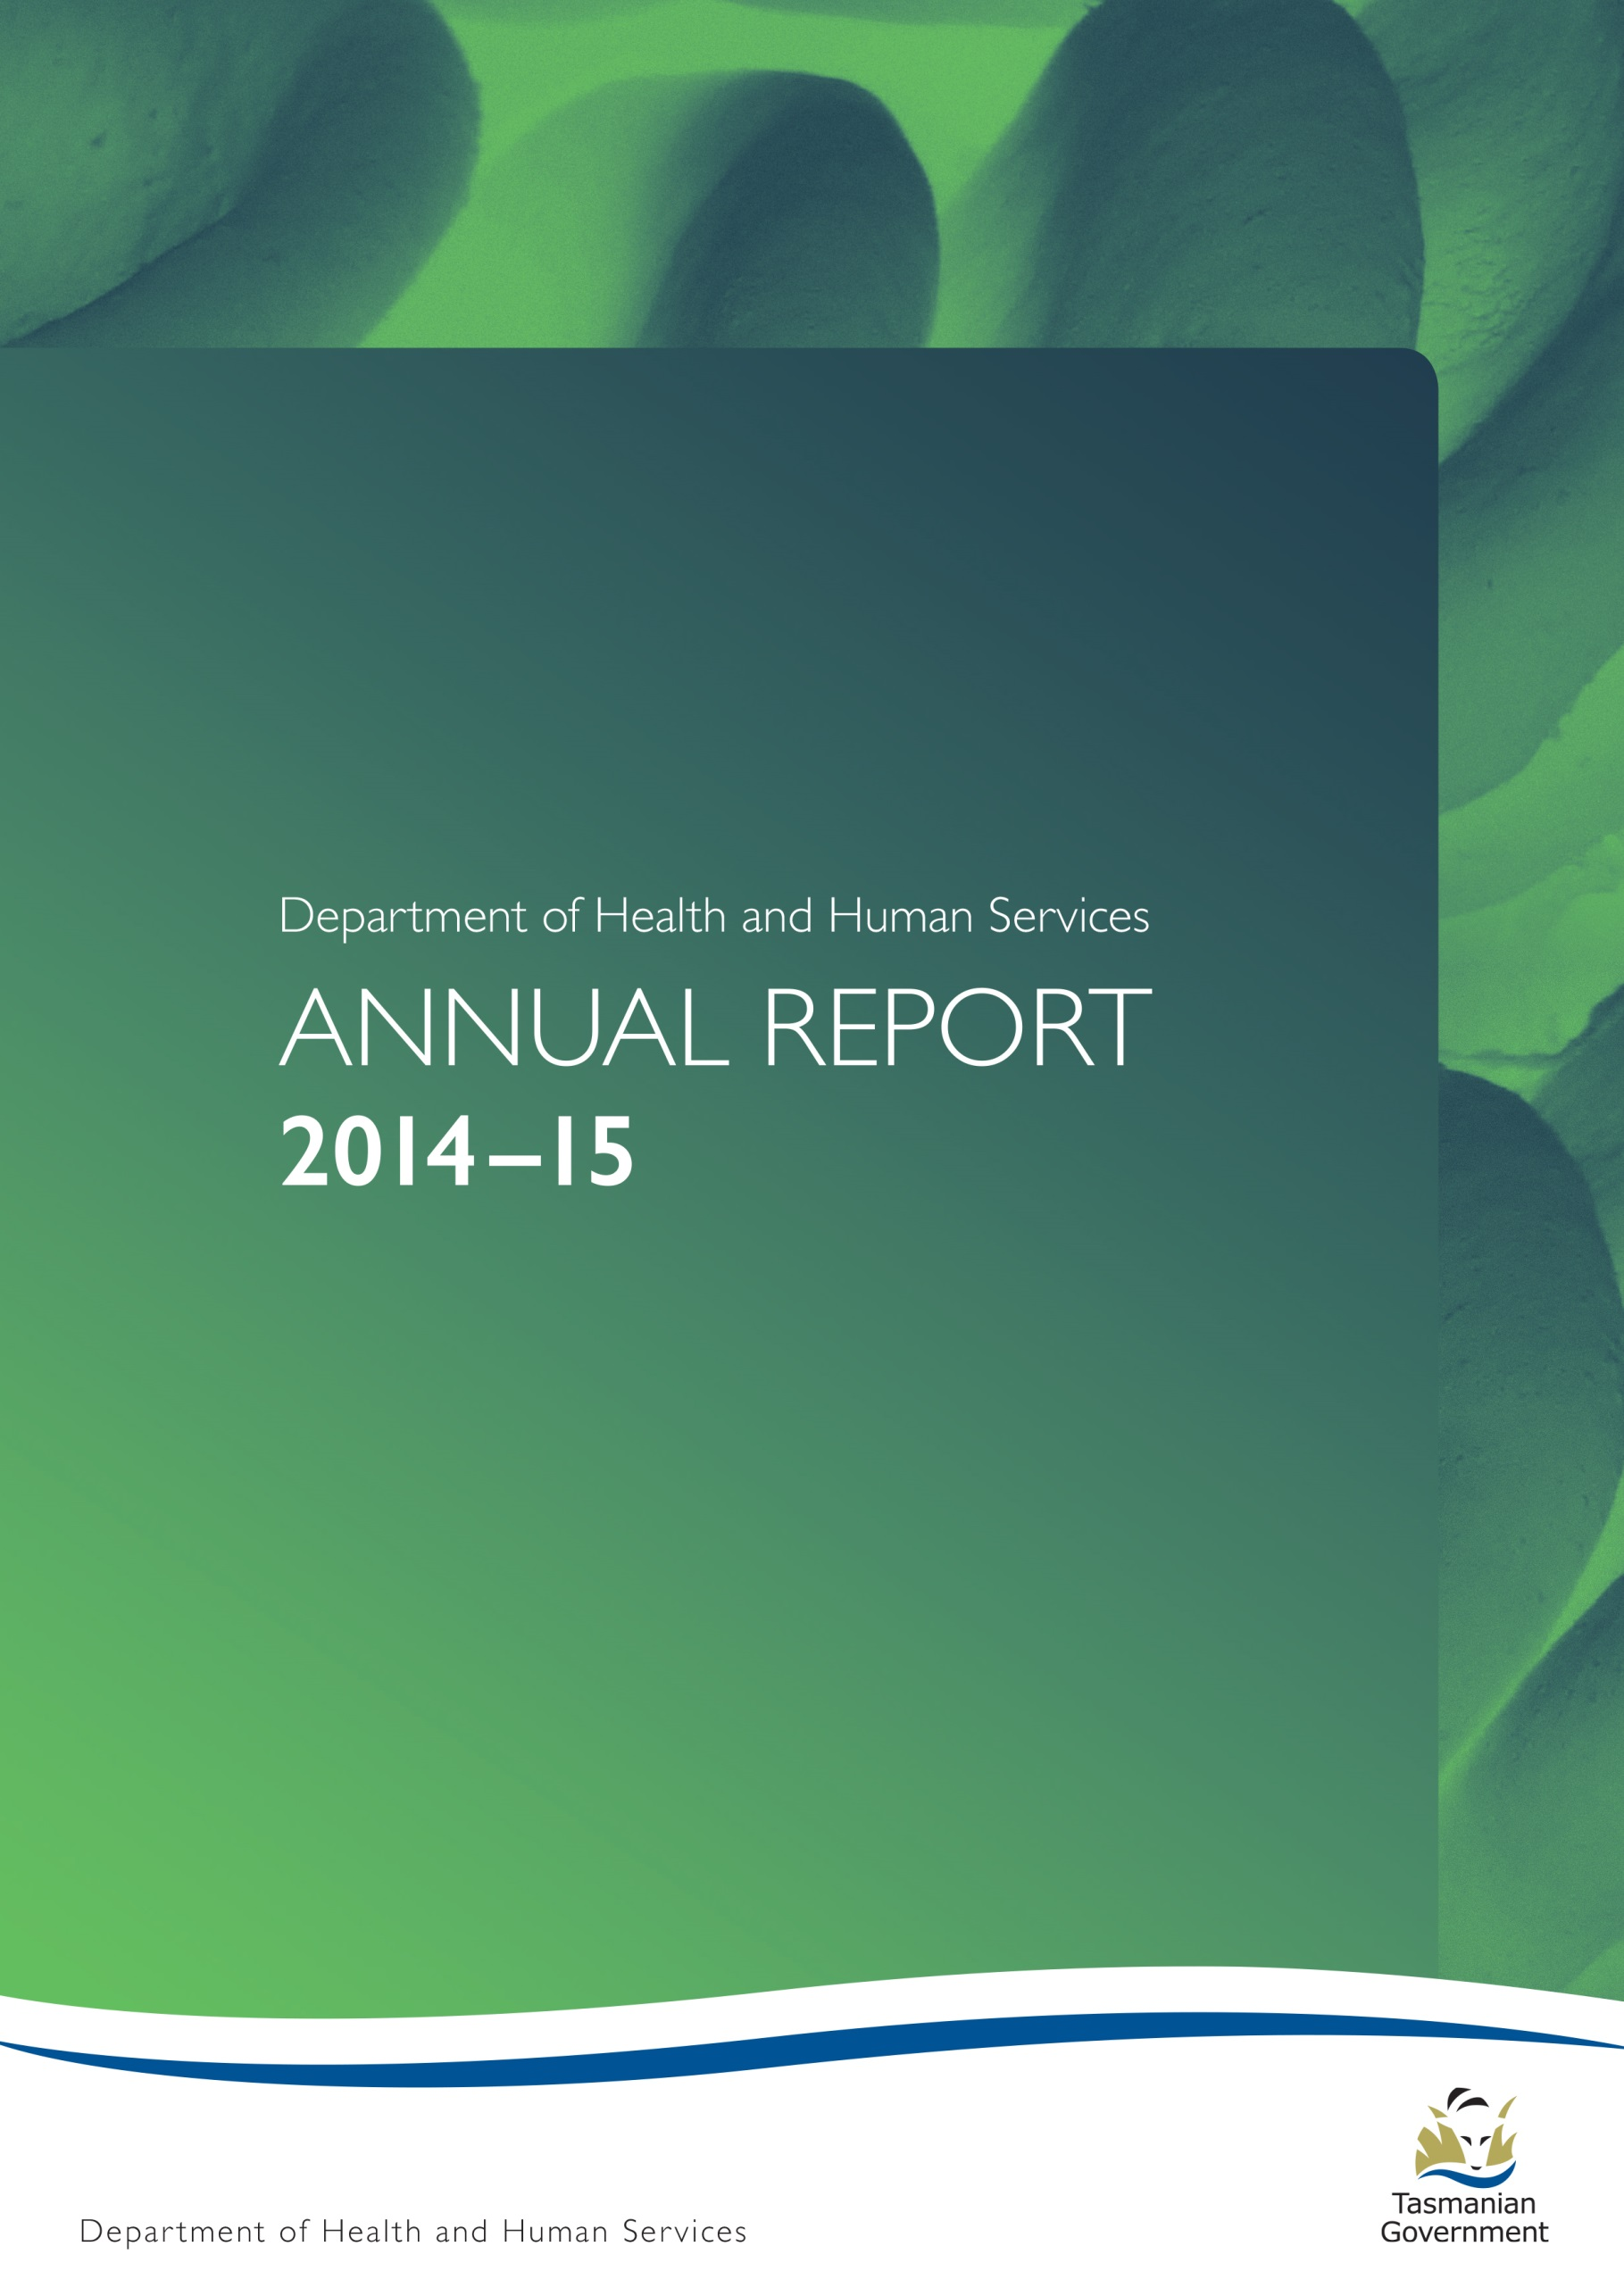 Department of Health and Human Services
ANNUAL REPORT
2014–15
Department of Health and Human Services
Tasmanian
Government